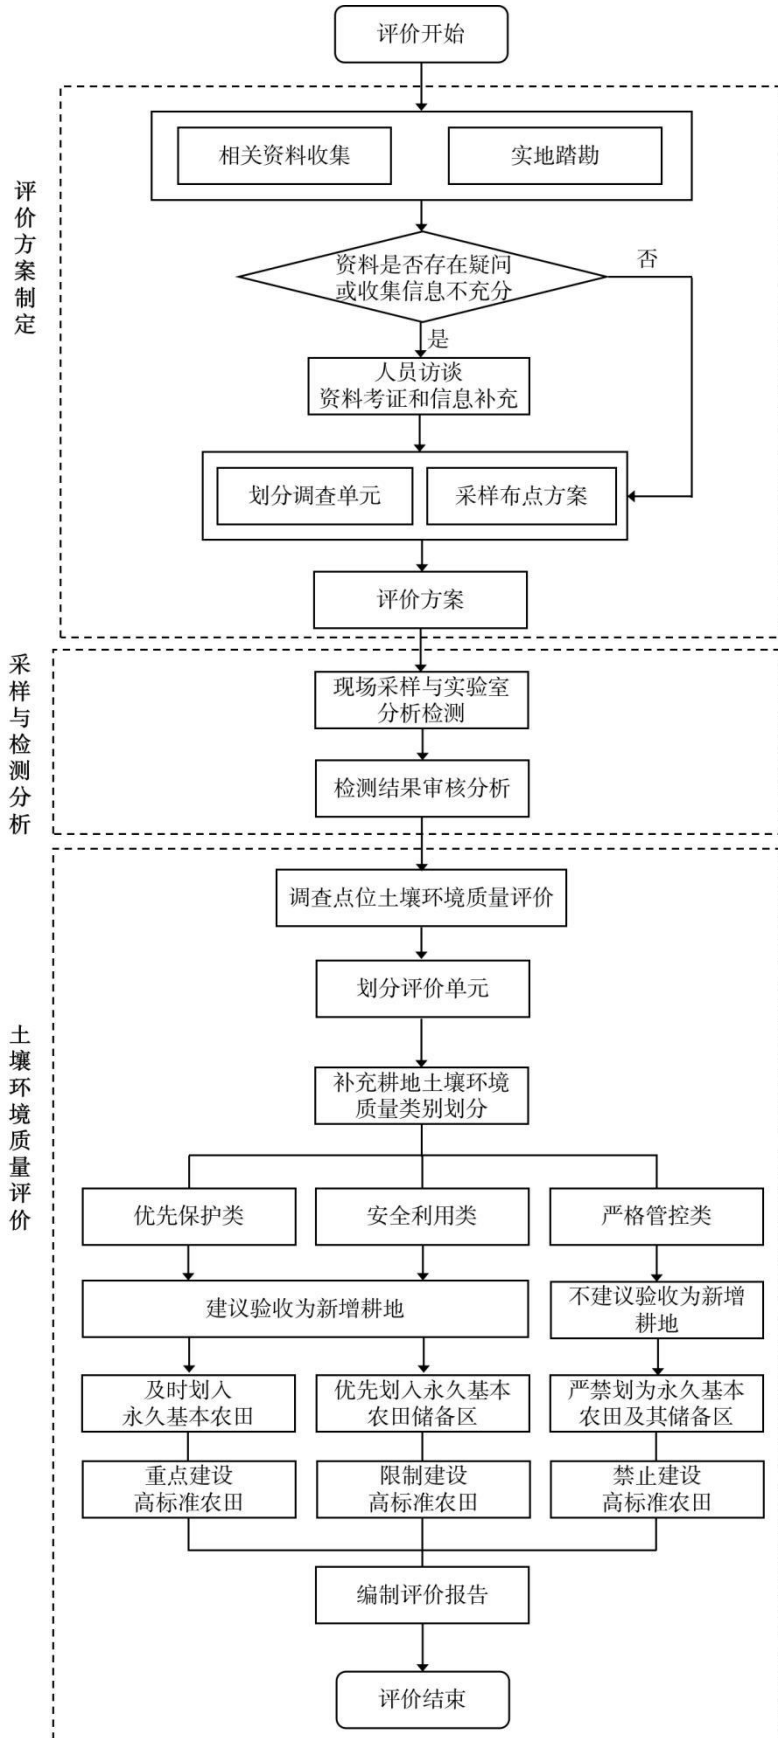 评价开始
评价方案制定
相关资料收集
实地踏勘
资料是否存在疑问
或收集信息不充分
否
是
人员访谈
资料考证和信息补充
划分调查单元
采样布点方案
评价方案
采样与检测分析
现场采样与实验室
分析检测
检测结果审核分析
土壤环境质量评价
调查点位土壤环境质量评价
划分评价单元
补充耕地土壤环境
质量类别划分
优先保护类
安全利用类
严格管控类
建议验收为新增耕地
不建议验收为新增
耕地
及时划入
永久基本农田
优先划入永久基本
农田储备区
严禁划为永久基本
农田及其储备区
重点建设
高标准农田
限制建设
高标准农田
禁止建设
高标准农田
编制评价报告
评价结束